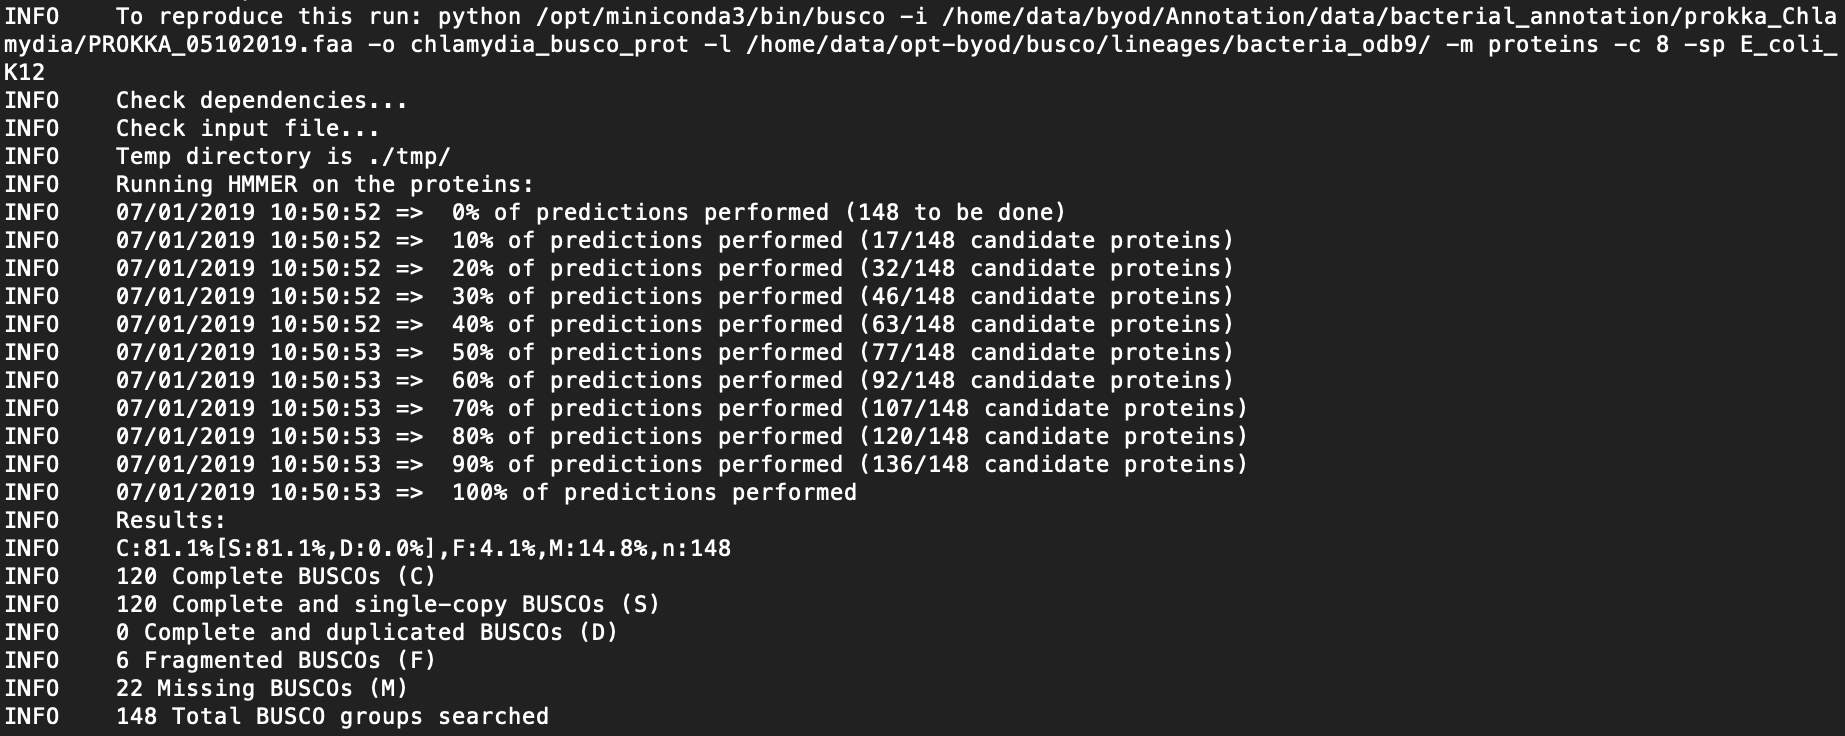 INFO    To reproduce this run: python /opt/miniconda3/bin/busco -i /home/data/byod/Annotation/data/bacterial_annotation/prokka_Chla
mydia/PROKKA_05102019.faa -o chlamydia_busco_prot -l /home/data/opt-byod/busco/lineages/bacteria_odb9/ -m proteins -c 8 -sp E_coli_
K12
INFO    Check dependencies...
INFO    Check input file...
INFO    Temp directory is ./tmp/
INFO    Running HMMER on the proteins:
INFO    07/01/2019 10:50:52 =>  0% of predictions performed (148 to be done)
INFO    07/01/2019 10:50:52 =>  10% of predictions performed (17/148 candidate proteins)
INFO    07/01/2019 10:50:52 =>  20% of predictions performed (32/148 candidate proteins)
INFO    07/01/2019 10:50:52 =>  30% of predictions performed (46/148 candidate proteins)
INFO    07/01/2019 10:50:52 =>  40% of predictions performed (63/148 candidate proteins)
INFO    07/01/2019 10:50:53 =>  50% of predictions performed (77/148 candidate proteins)
INFO    07/01/2019 10:50:53 =>  60% of predictions performed (92/148 candidate proteins)
INFO    07/01/2019 10:50:53 =>  70% of predictions performed (107/148 candidate proteins)
INFO    07/01/2019 10:50:53 =>  80% of predictions performed (120/148 candidate proteins)
INFO    07/01/2019 10:50:53 =>  90% of predictions performed (136/148 candidate proteins)
INFO    07/01/2019 10:50:53 =>  100% of predictions performed
INFO    Results:
INFO    C:81.1%[S:81.1%,D:0.0%],F:4.1%,M:14.8%,n:148
INFO    120 Complete BUSCOs (C)
INFO    120 Complete and single-copy BUSCOs (S)
INFO    0 Complete and duplicated BUSCOs (D)
INFO    6 Fragmented BUSCOs (F)
INFO    22 Missing BUSCOs (M)
INFO    148 Total BUSCO groups searched